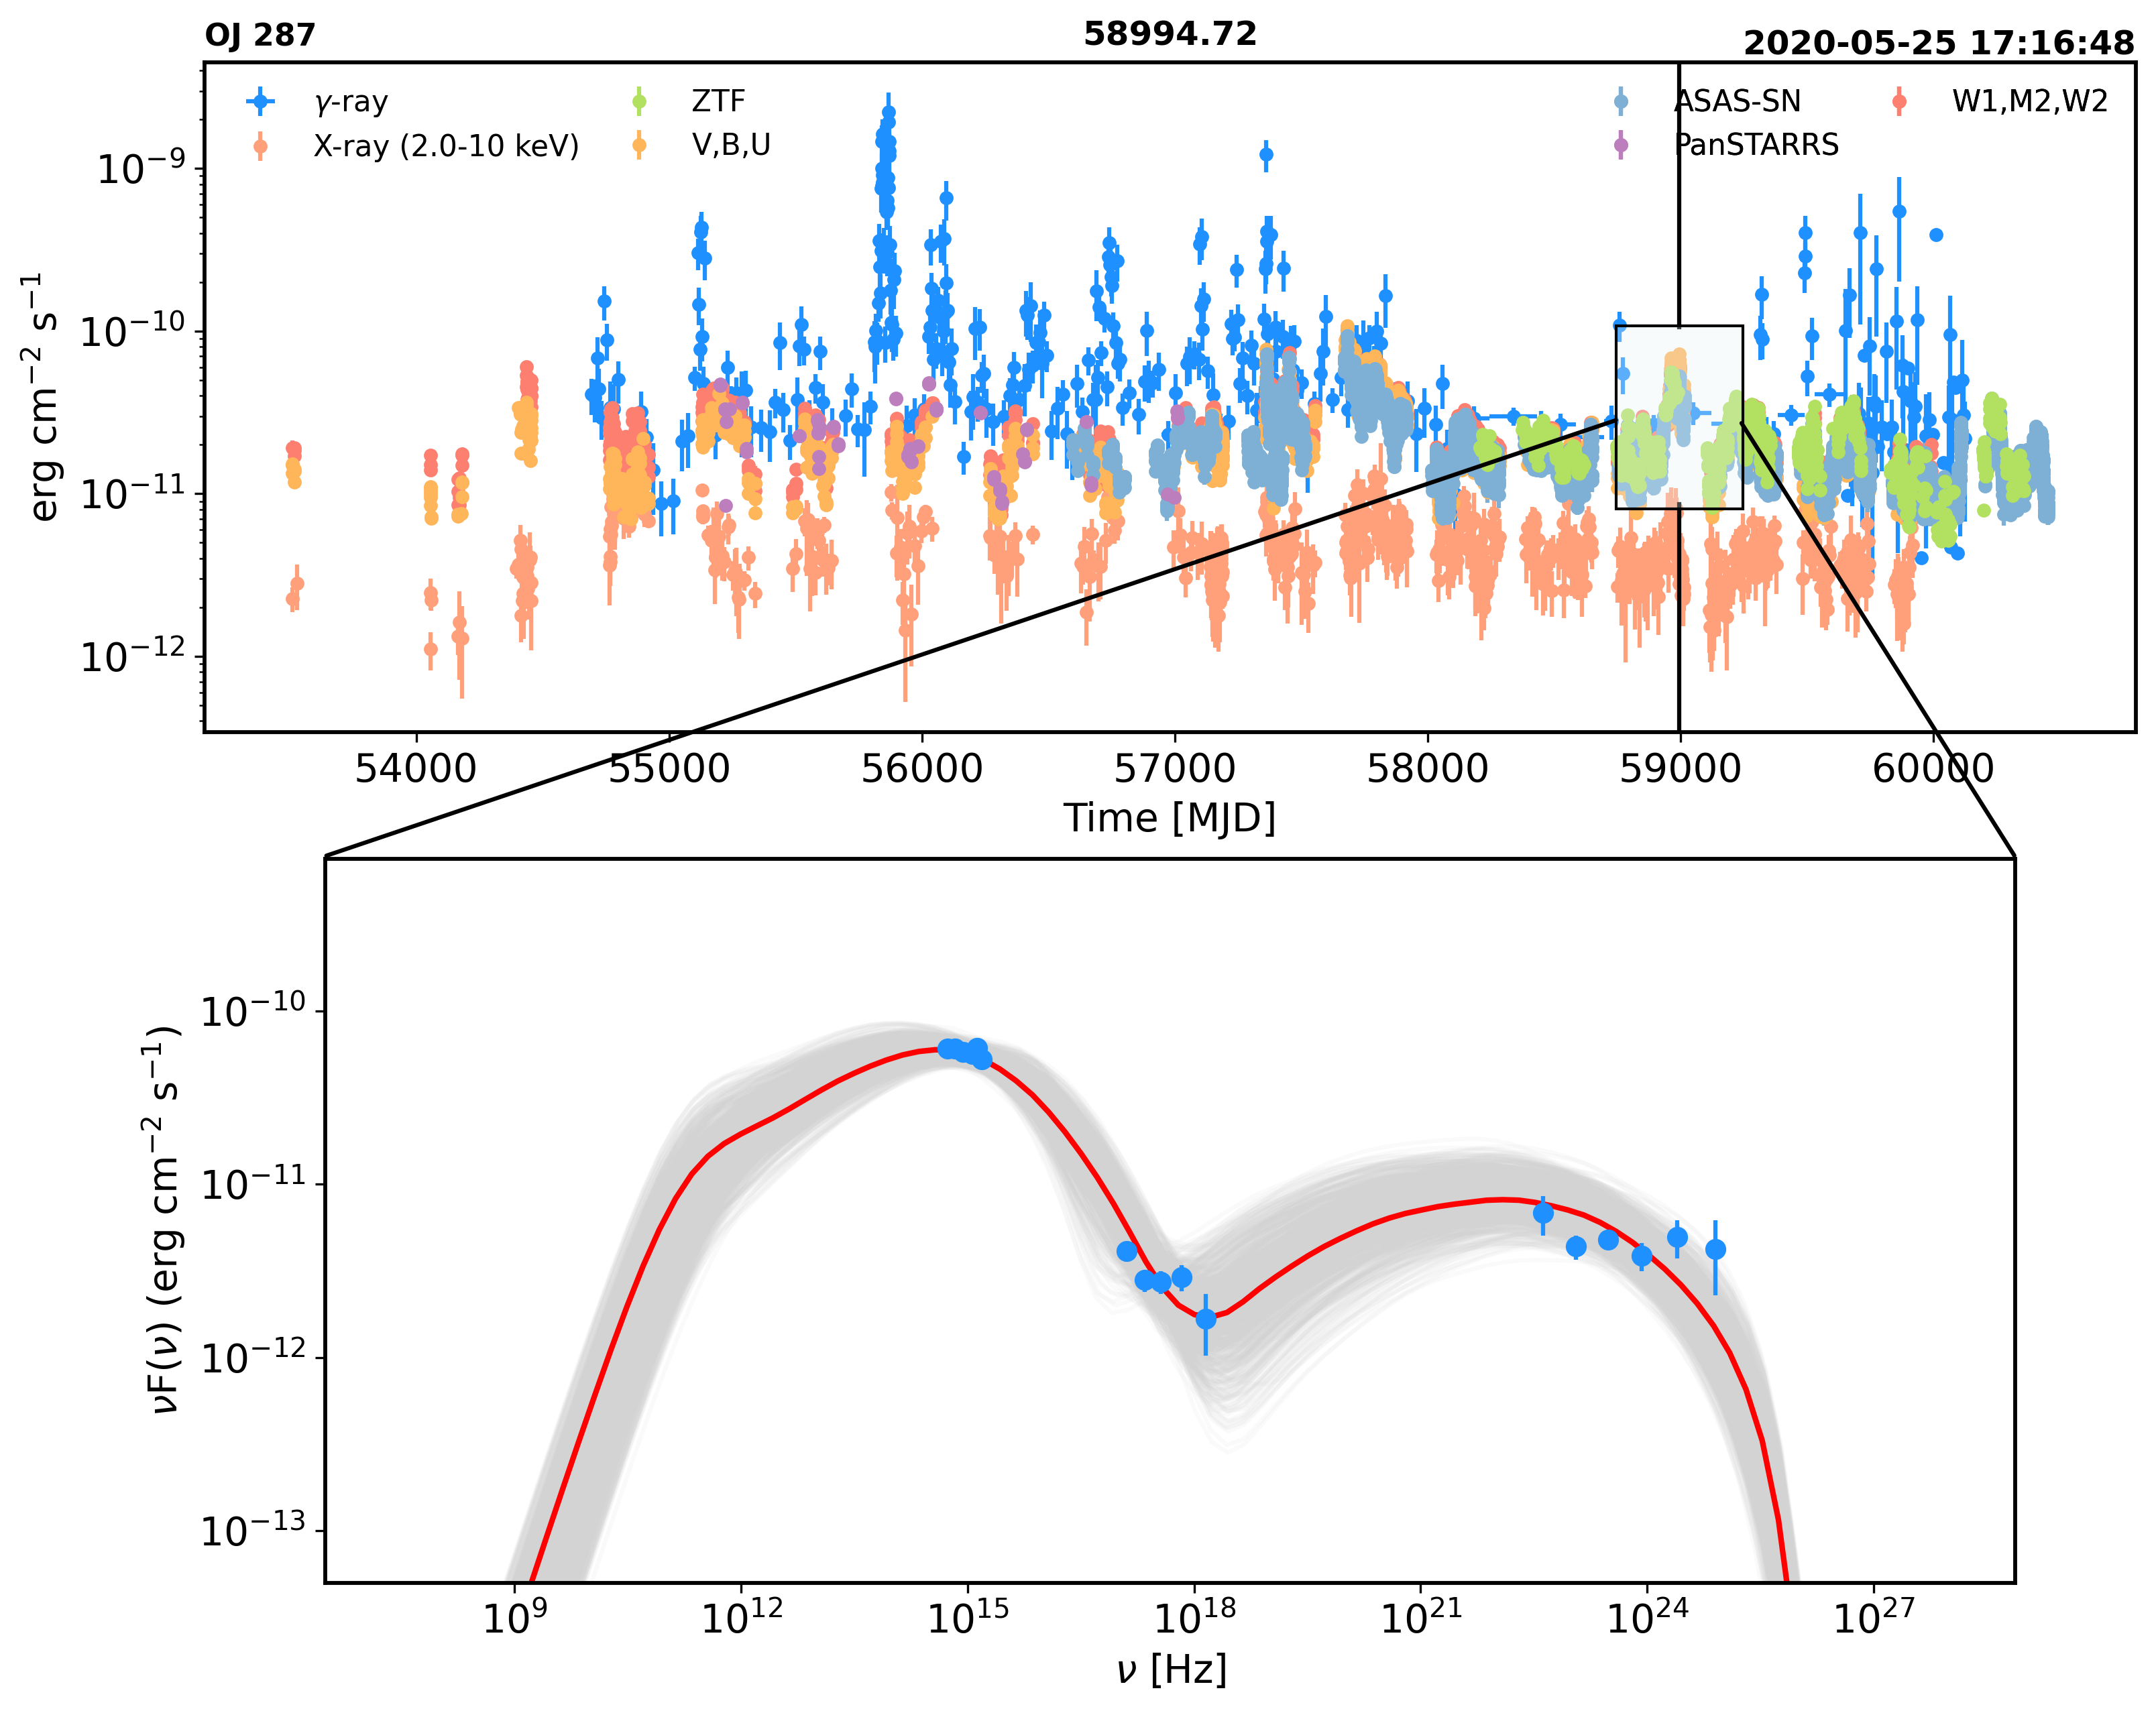 OJ 287 58994.72 2020-05-25 17:16:48
γ-ray ZTF ASAS-SN W1,M2,W2
X-ray (2.0-10 keV) V,B,U PanSTARRS
10⁻⁹
10⁻¹⁰
10⁻¹¹
10⁻¹²
erg cm⁻² s⁻¹
54000 55000 56000 57000 58000 59000 60000
Time [MJD]
10⁻¹⁰
10⁻¹¹
10⁻¹²
10⁻¹³
νF(ν) (erg cm⁻² s⁻¹)
10⁹ 10¹² 10¹⁵ 10¹⁸ 10²¹ 10²⁴ 10²⁷
ν [Hz]